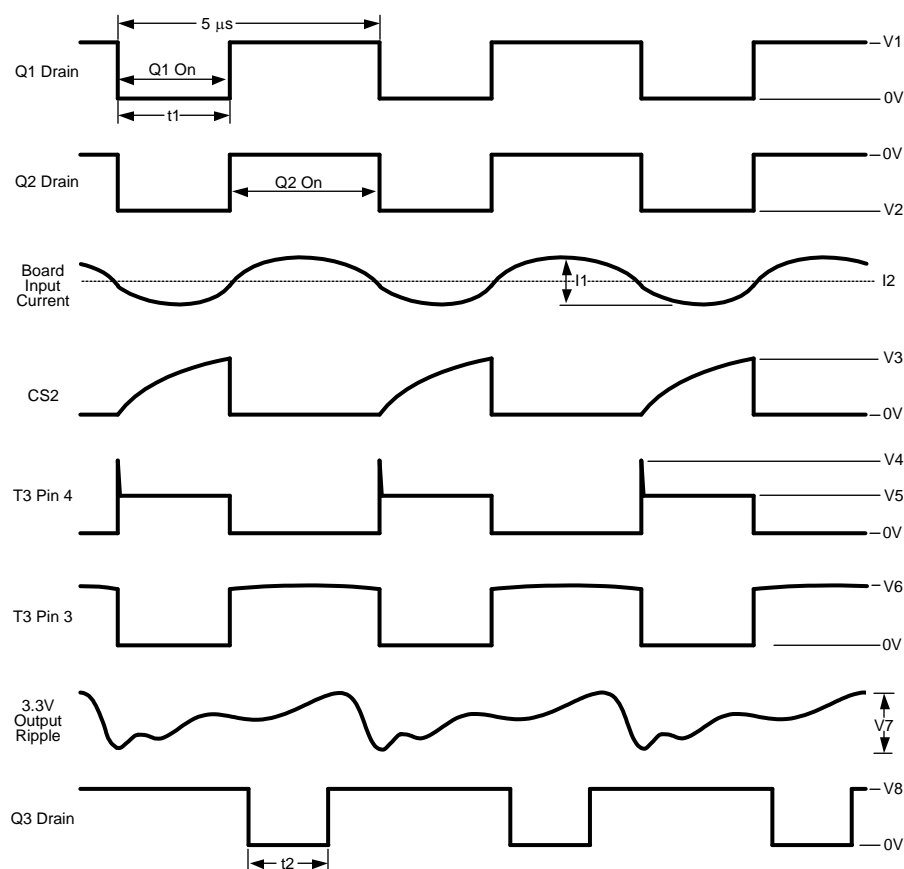 5 μs
V1
Q1 On
Q1 Drain
0V
t1
0V
Q2 Drain
Q2 On
V2
Board
Input
Current
I1
I2
V3
CS2
0V
V4
T3 Pin 4
V5
0V
V6
T3 Pin 3
0V
3.3V
Output
Ripple
V7
V8
Q3 Drain
0V
t2